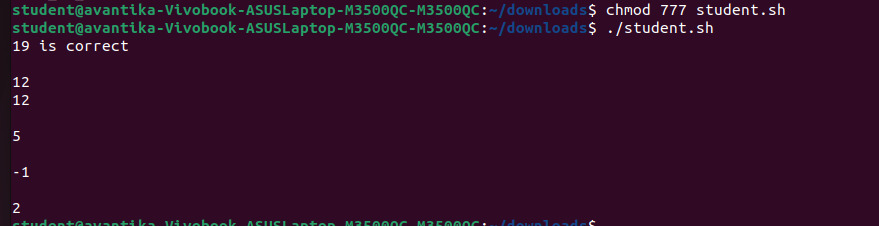 student@avantika-Vivobook-ASUSLaptop-M3500QC-M3500QC:~/downloads$ chmod 777 student.sh
student@avantika-Vivobook-ASUSLaptop-M3500QC-M3500QC:~/downloads$ ./student.sh
19 is correct
12
12
5
-1
2
student@avantika-Vivobook-ASUSLaptop-M3500QC-M3500QC:~/downloads$